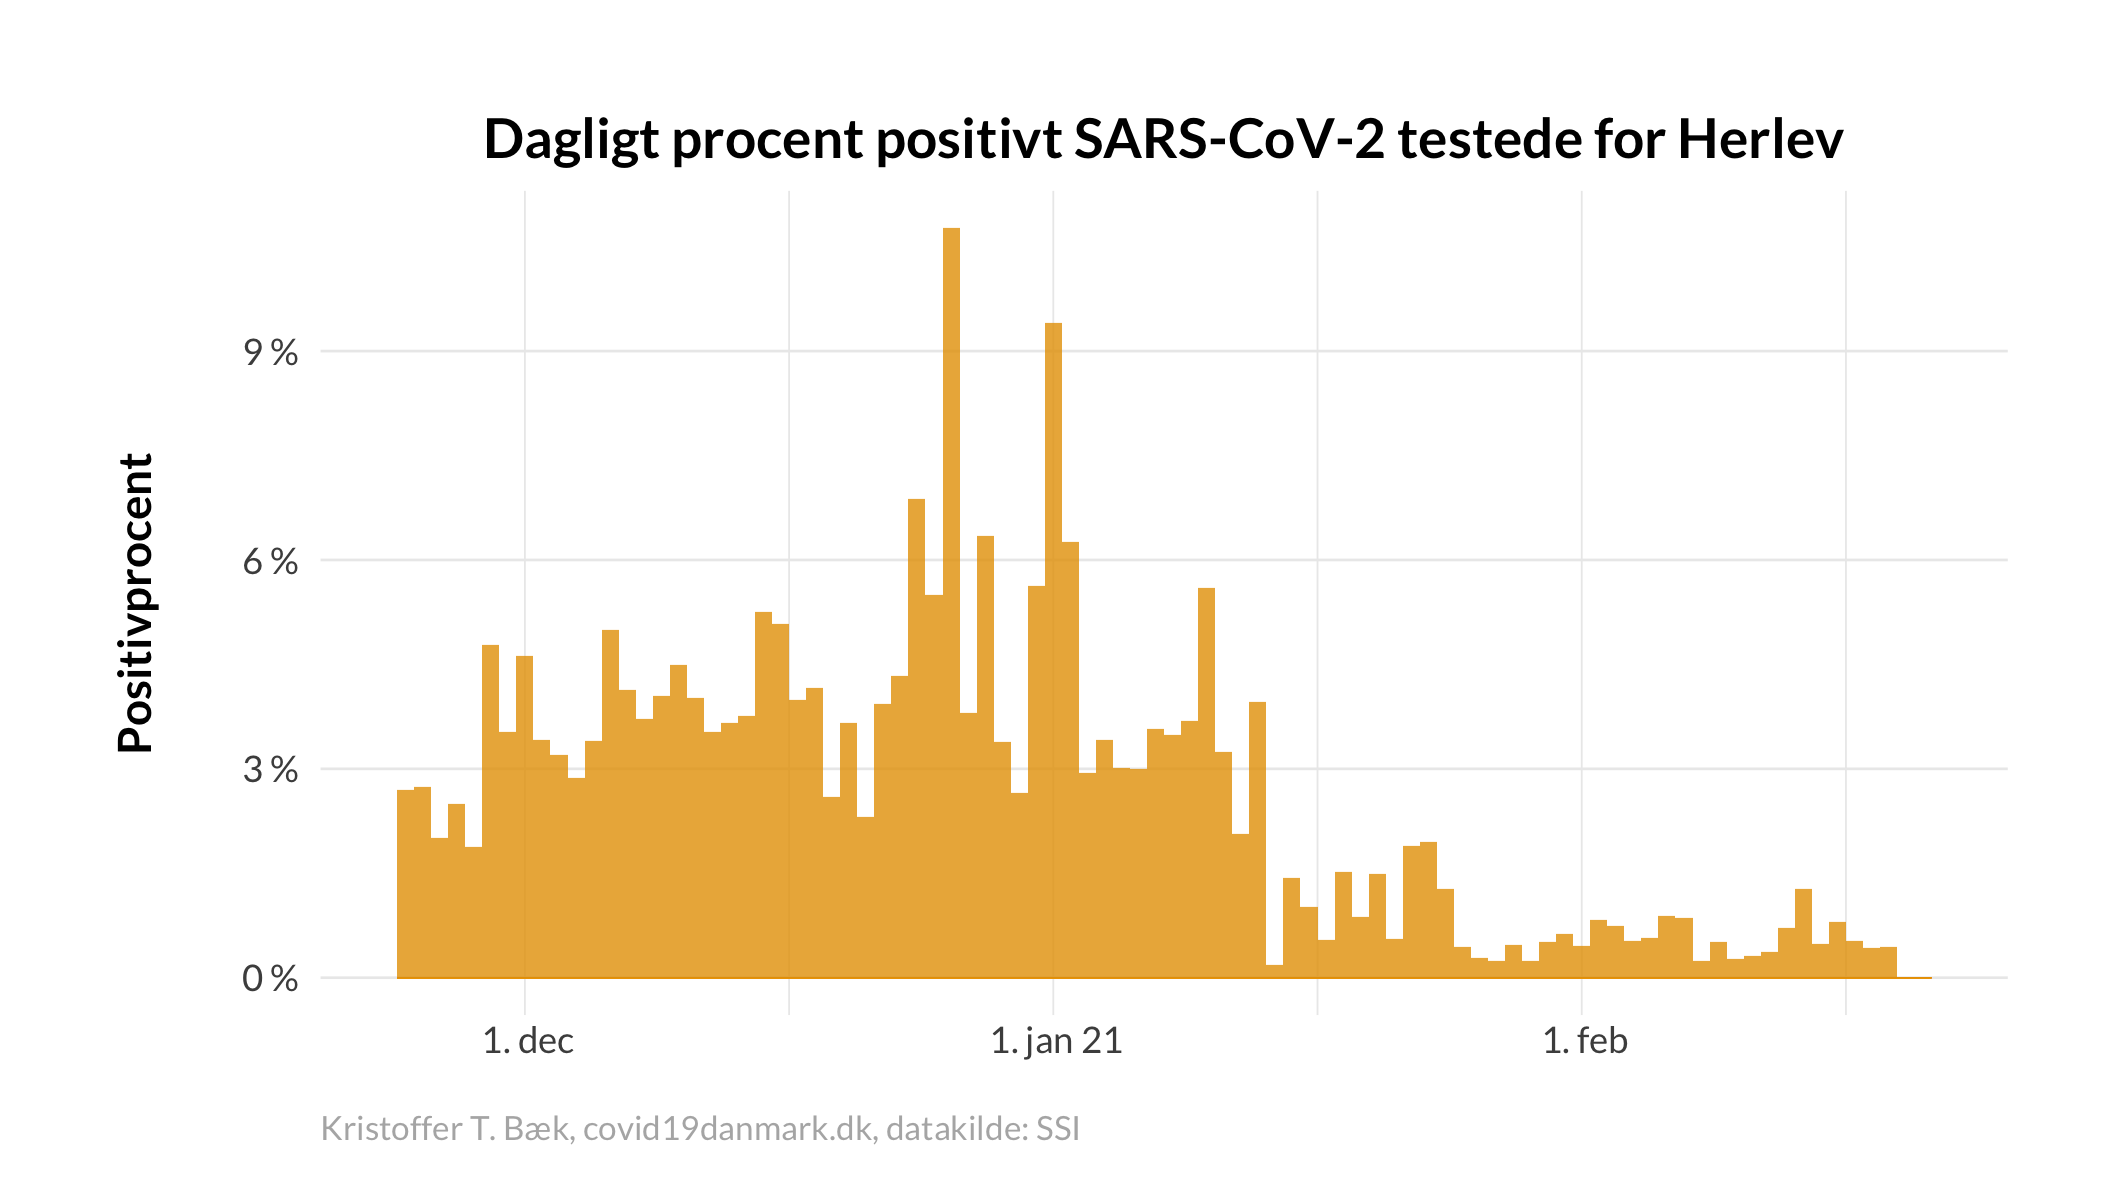 Dagligt procent positivt SARS-CoV-2 testede for Herlev
Positivprocent
9 %
6 %
3 %
0 %
1. dec
1. jan 21
1. feb
Kristoffer T. Bæk, covid19danmark.dk, datakilde: SSI